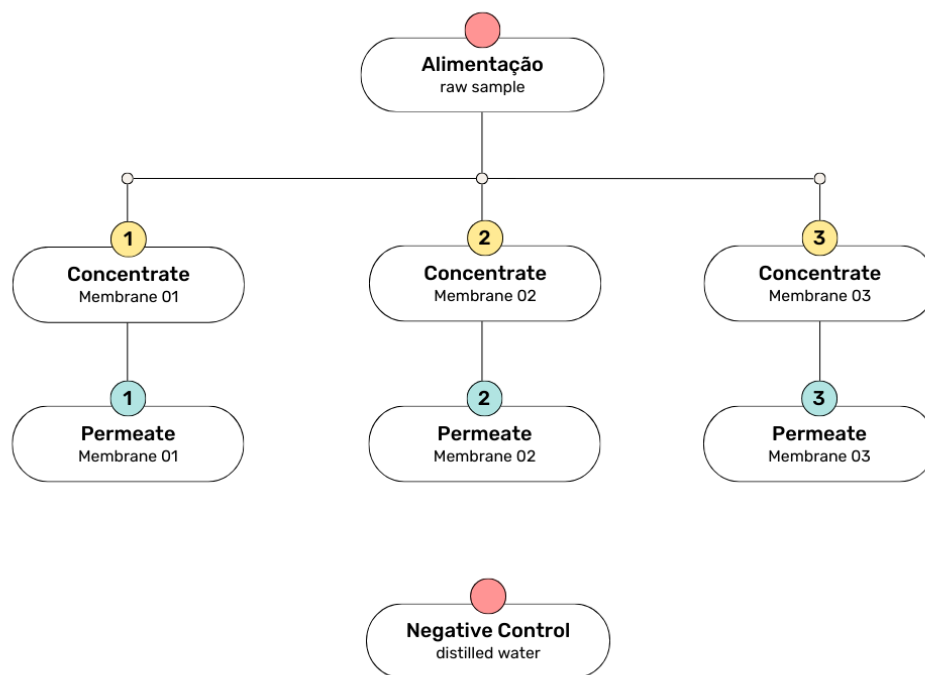 Alimentação
raw sample
1
2
3
Concentrate
Membrane 01
Concentrate
Membrane 02
Concentrate
Membrane 03
1
2
3
Permeate
Membrane 01
Permeate
Membrane 02
Permeate
Membrane 03
Negative Control
distilled water